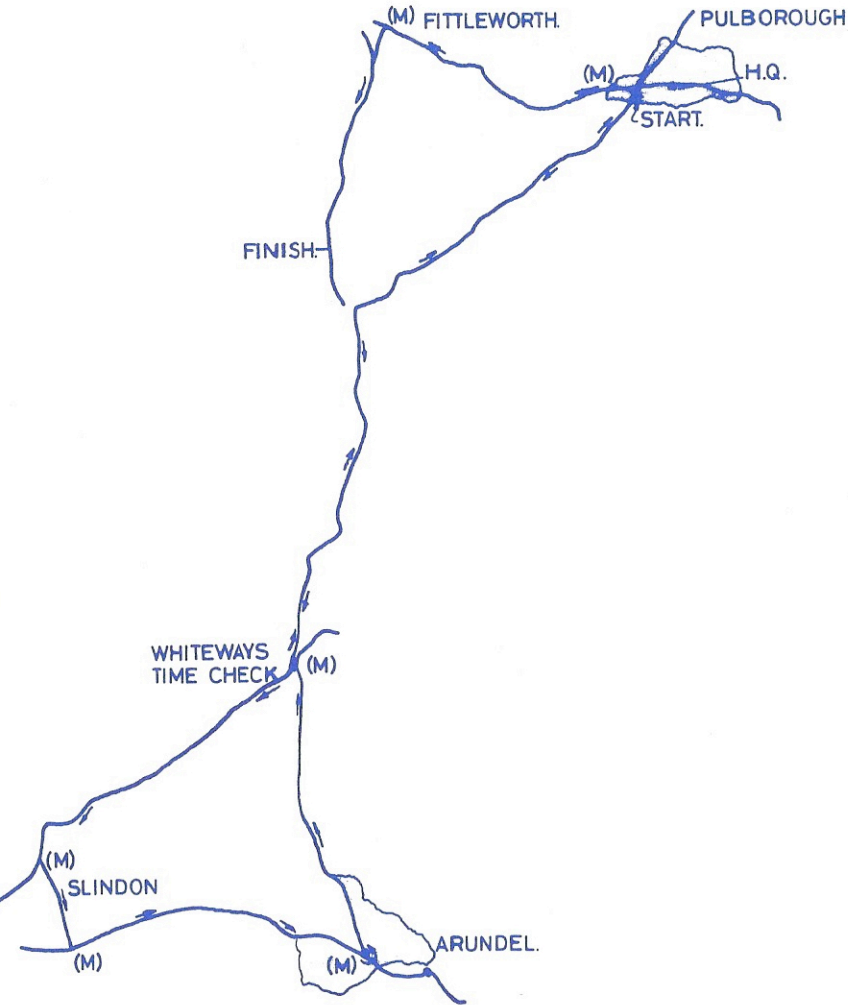 (M) FITTLEWORTH.
PULBOROUGH
(M)
H.Q.
START.
FINISH.
WHITEWAYS
TIME CHECK
(M)
(M)
SLINDON
(M)
(M)
ARUNDEL.